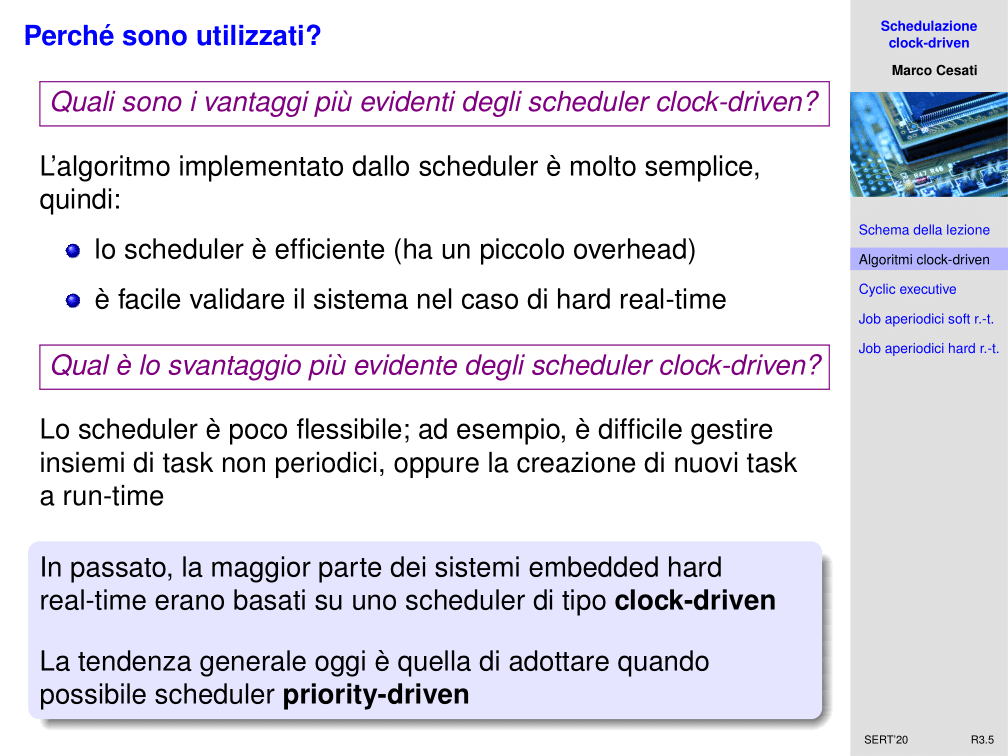 Perché sono utilizzati?
Quali sono i vantaggi più evidenti degli scheduler clock-driven?
L'algoritmo implementato dallo scheduler è molto semplice,
quindi:
lo scheduler è efficiente (ha un piccolo overhead)
è facile validare il sistema nel caso di hard real-time
Qual è lo svantaggio più evidente degli scheduler clock-driven?
Lo scheduler è poco flessibile; ad esempio, è difficile gestire
insiemi di task non periodici, oppure la creazione di nuovi task
a run-time
In passato, la maggior parte dei sistemi embedded hard
real-time erano basati su uno scheduler di tipo clock-driven
La tendenza generale oggi è quella di adottare quando
possibile scheduler priority-driven
Schedulazione
clock-driven
Marco Cesati
R47 R46
Schema della lezione
Algoritmi clock-driven
Cyclic executive
Job aperiodici soft r.-t.
Job aperiodici hard r.-t.
SERT'20 R3.5